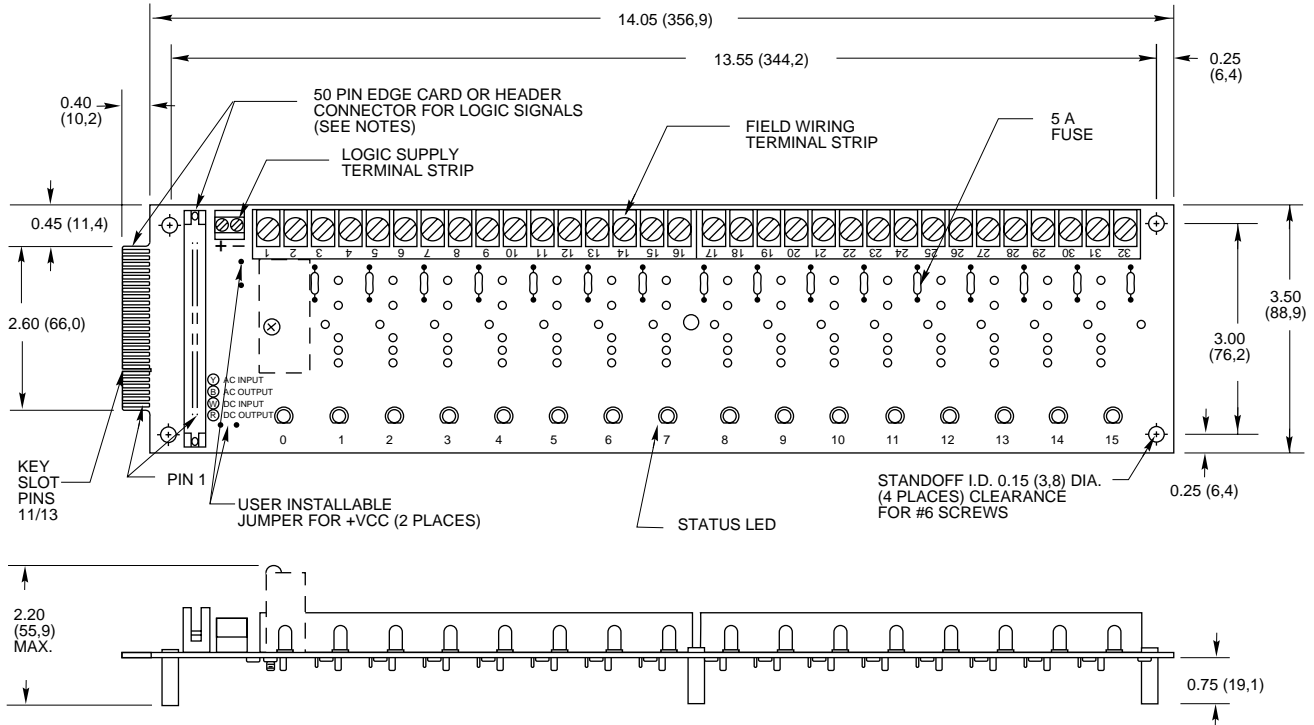 14.05 (356,9)
13.55 (344,2)
0.25
(6,4)
0.40
(10,2)
50 PIN EDGE CARD OR HEADER
CONNECTOR FOR LOGIC SIGNALS
(SEE NOTES)
LOGIC SUPPLY
TERMINAL STRIP
FIELD WIRING
TERMINAL STRIP
5 A
FUSE
0.45 (11,4)
+ −
1 2 3 4 5 6 7 8 9 10 11 12 13 14 15 16 17 18 19 20 21 22 23 24 25 26 27 28 29 30 31 32
2.60 (66,0)
3.50
(88,9)
3.00
(76,2)
Y AC INPUT
B AC OUTPUT
W DC INPUT
R DC OUTPUT
0 1 2 3 4 5 6 7 8 9 10 11 12 13 14 15
KEY
SLOT
PINS
11/13
PIN 1
USER INSTALLABLE
JUMPER FOR +VCC (2 PLACES)
STATUS LED
STANDOFF I.D. 0.15 (3,8) DIA.
(4 PLACES) CLEARANCE
FOR #6 SCREWS
0.25 (6,4)
2.20
(55,9)
MAX.
0.75 (19,1)